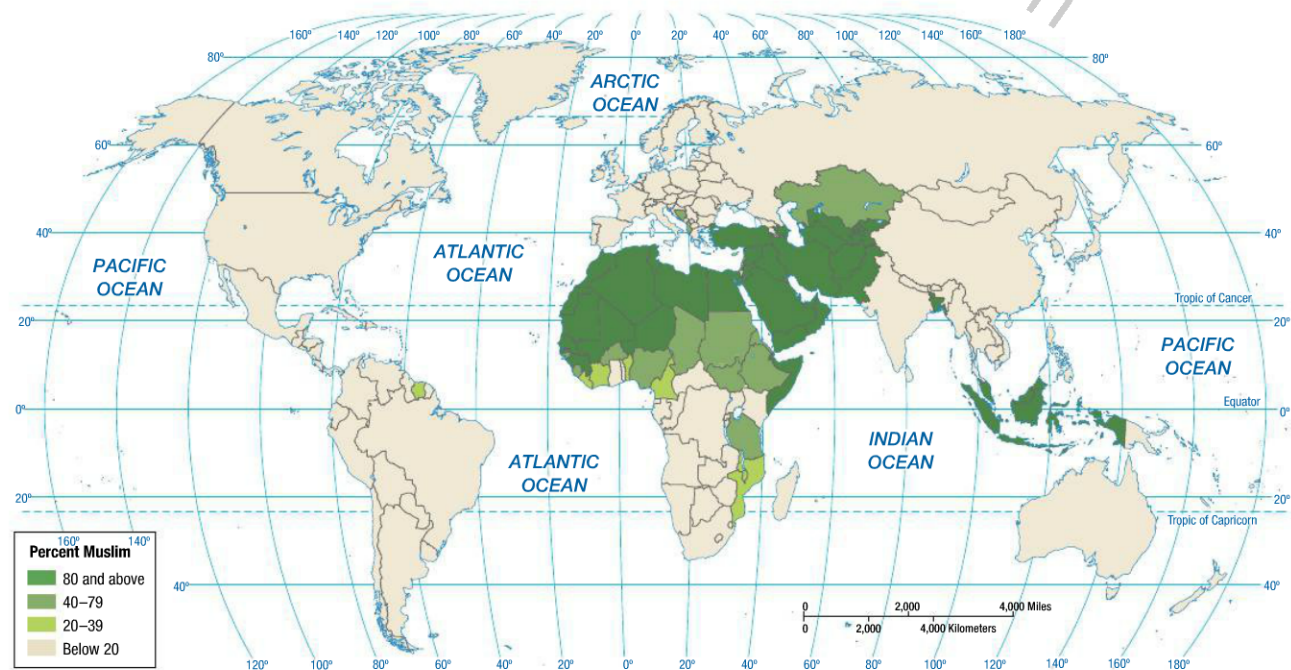 160° 140° 120° 100° 80° 60° 40° 20° 0° 20° 40° 60° 80° 100° 120° 140° 160° 180°
80° 80°
ARCTIC
OCEAN
60° 60°
40° 40°
ATLANTIC
OCEAN
PACIFIC
OCEAN
Tropic of Cancer
20° 20°
PACIFIC
OCEAN
Equator
0° 0°
INDIAN
OCEAN
ATLANTIC
OCEAN
20° 20°
Tropic of Capricorn
160° 140°
Percent Muslim
80 and above
40–79
20–39
Below 20
40° 40°
0 2,000 4,000 Miles
0 2,000 4,000 Kilometers
120° 100° 80° 60° 40° 20° 0° 20° 40° 60° 80° 100° 120° 140° 160° 180°